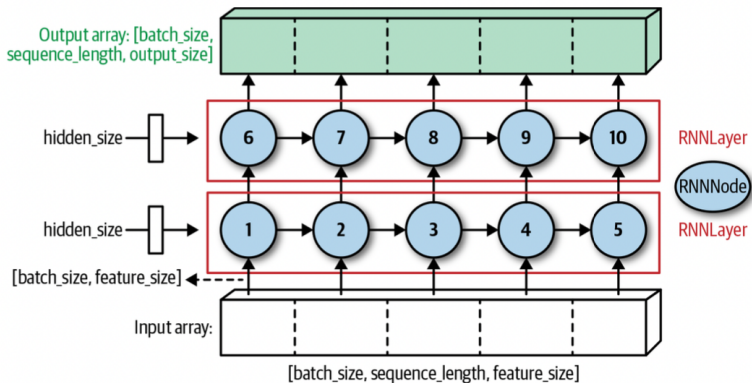 Output array: [batch_size,
sequence_length, output_size]
hidden_size
6
7
8
9
10
RNNLayer
RNNNode
hidden_size
1
2
3
4
5
RNNLayer
[batch_size, feature_size]
Input array:
[batch_size, sequence_length, feature_size]